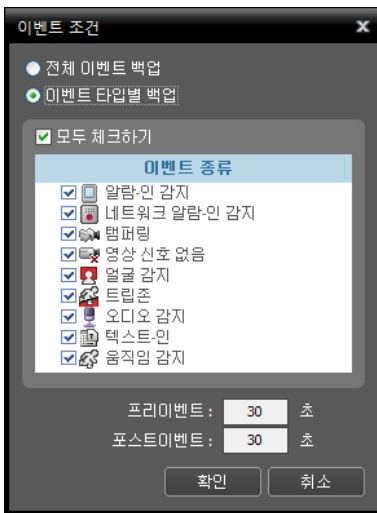 이벤트 조건
전체 이벤트 백업
이벤트 타입별 백업
모두 체크하기
이벤트 종류
알람-인 감지
네트워크 알람-인 감지
탬퍼링
영상 신호 없음
얼굴 감지
트립존
오디오 감지
텍스트-인
움직임 감지
프리이벤트 : 30 초
포스트이벤트 : 30 초
확인 취소